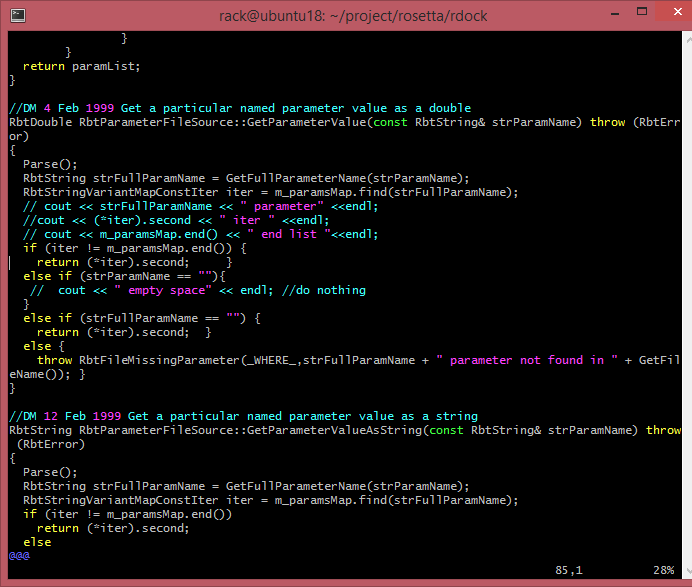 rack@ubuntu18: ~/project/rosetta/rdock
                }
        }
  return paramList;
}

//DM 4 Feb 1999 Get a particular named parameter value as a double
RbtDouble RbtParameterFileSource::GetParameterValue(const RbtString& strParamName) throw (RbtErr
or)
{
  Parse();
  RbtString strFullParamName = GetFullParameterName(strParamName);
  RbtStringVariantMapConstIter iter = m_paramsMap.find(strFullParamName);
  // cout << strFullParamName << " parameter" <<endl;
  //cout << (*iter).second << " iter " <<endl;
  // cout << m_paramsMap.end() << " end list "<<endl;
  if (iter != m_paramsMap.end()) {
    return (*iter).second;     }
  else if (strParamName == ""){
   //  cout << " empty space" << endl; //do nothing
  }
  else if (strFullParamName == "") {
    return (*iter).second;  }
  else {
    throw RbtFileMissingParameter(_WHERE_,strFullParamName + " parameter not found in " + GetFil
eName()); }
}

//DM 12 Feb 1999 Get a particular named parameter value as a string
RbtString RbtParameterFileSource::GetParameterValueAsString(const RbtString& strParamName) throw
 (RbtError)
{
  Parse();
  RbtString strFullParamName = GetFullParameterName(strParamName);
  RbtStringVariantMapConstIter iter = m_paramsMap.find(strFullParamName);
  if (iter != m_paramsMap.end())
    return (*iter).second;
  else
@@@
85,1 28%